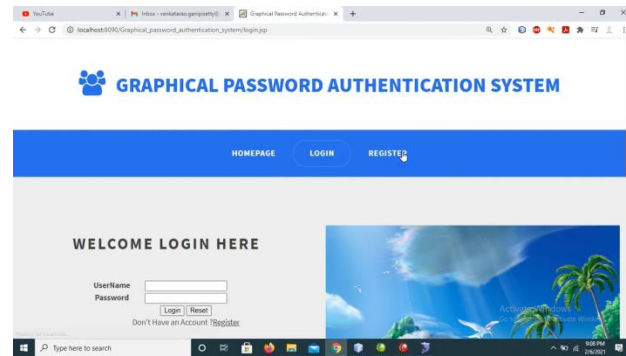 YouTube
Inbox - venkatarao.ganipisetty@
Graphical Password Authenticati
localhost:8090/Graphical_password_authentication_system/login.jsp
GRAPHICAL PASSWORD AUTHENTICATION SYSTEM
HOMEPAGE LOGIN REGISTER
WELCOME LOGIN HERE
UserName
Password
Login Reset
Don't Have an Account ?Register
Activate Windows
Type here to search
9:08 PM
2/6/2021